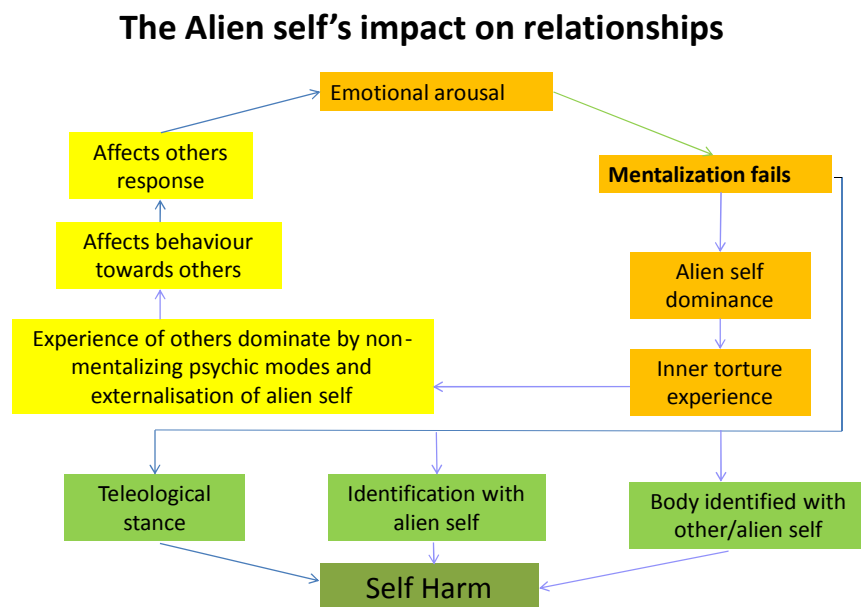 The Alien self's impact on relationships
Emotional arousal
Affects others
response
Mentalization fails
Affects behaviour
towards others
Alien self
dominance
Experience of others dominate by non-
mentalizing psychic modes and
externalisation of alien self
Inner torture
experience
Teleological
stance
Identification with
alien self
Body identified with
other/alien self
Self Harm